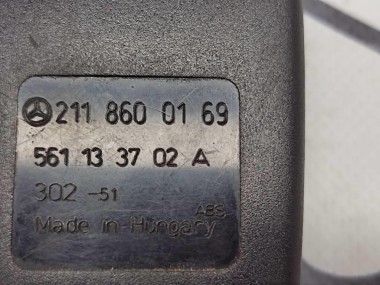 211 860 01 69
561 13 37 02 A
302 -51
ABS
Made in Hungary